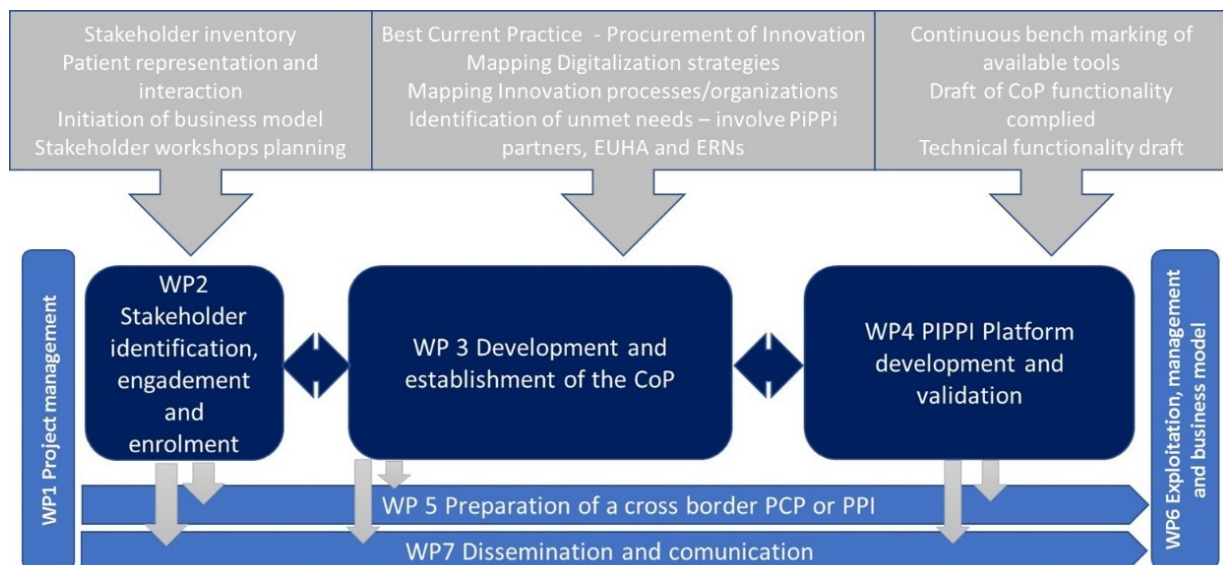 Stakeholder inventory
Patient representation and
interaction
Initiation of business model
Stakeholder workshops planning
Best Current Practice - Procurement of Innovation
Mapping Digitalization strategies
Mapping Innovation processes/organizations
Identification of unmet needs – involve PiPPi
partners, EUHA and ERNs
Continuous bench marking of
available tools
Draft of CoP functionality
complied
Technical functionality draft
WP1 Project management
WP2
Stakeholder
identification,
engadement
and
enrolment
WP 3 Development and
establishment of the CoP
WP4 PIPPI Platform
development and
validation
WP6 Exploitation, management
and business model
WP 5 Preparation of a cross border PCP or PPI
WP7 Dissemination and comunication